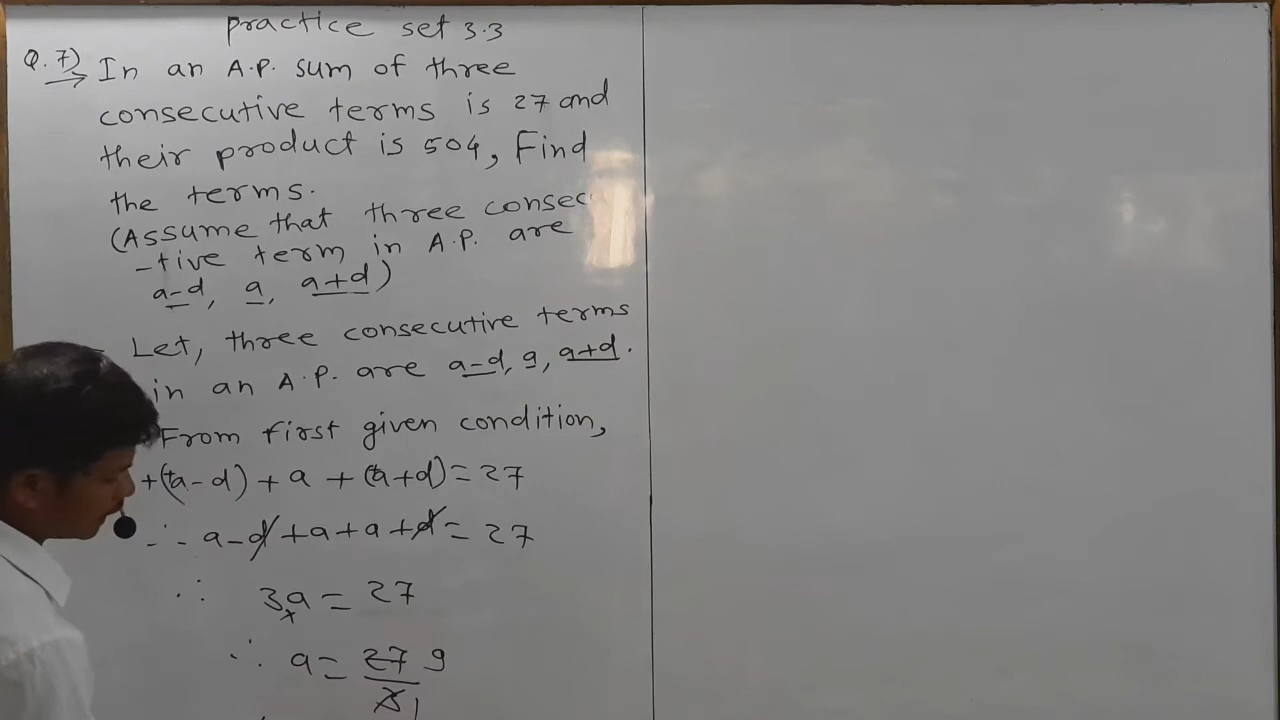 practice set 3.3
Q.7) In an A.P. sum of three
consecutive terms is 27 and
their product is 504, Find
the terms.
(Assume that three consec
-tive term in A.P. are
a-d, a, a+d)
Let, three consecutive terms
in an A.P. are a-d, a, a+d.
From first given condition,
+(a-d) + a + (a+d) = 27
∴ a-d+a+a+d = 27
∴ 3a = 27
∴ a = 27 9
3 1